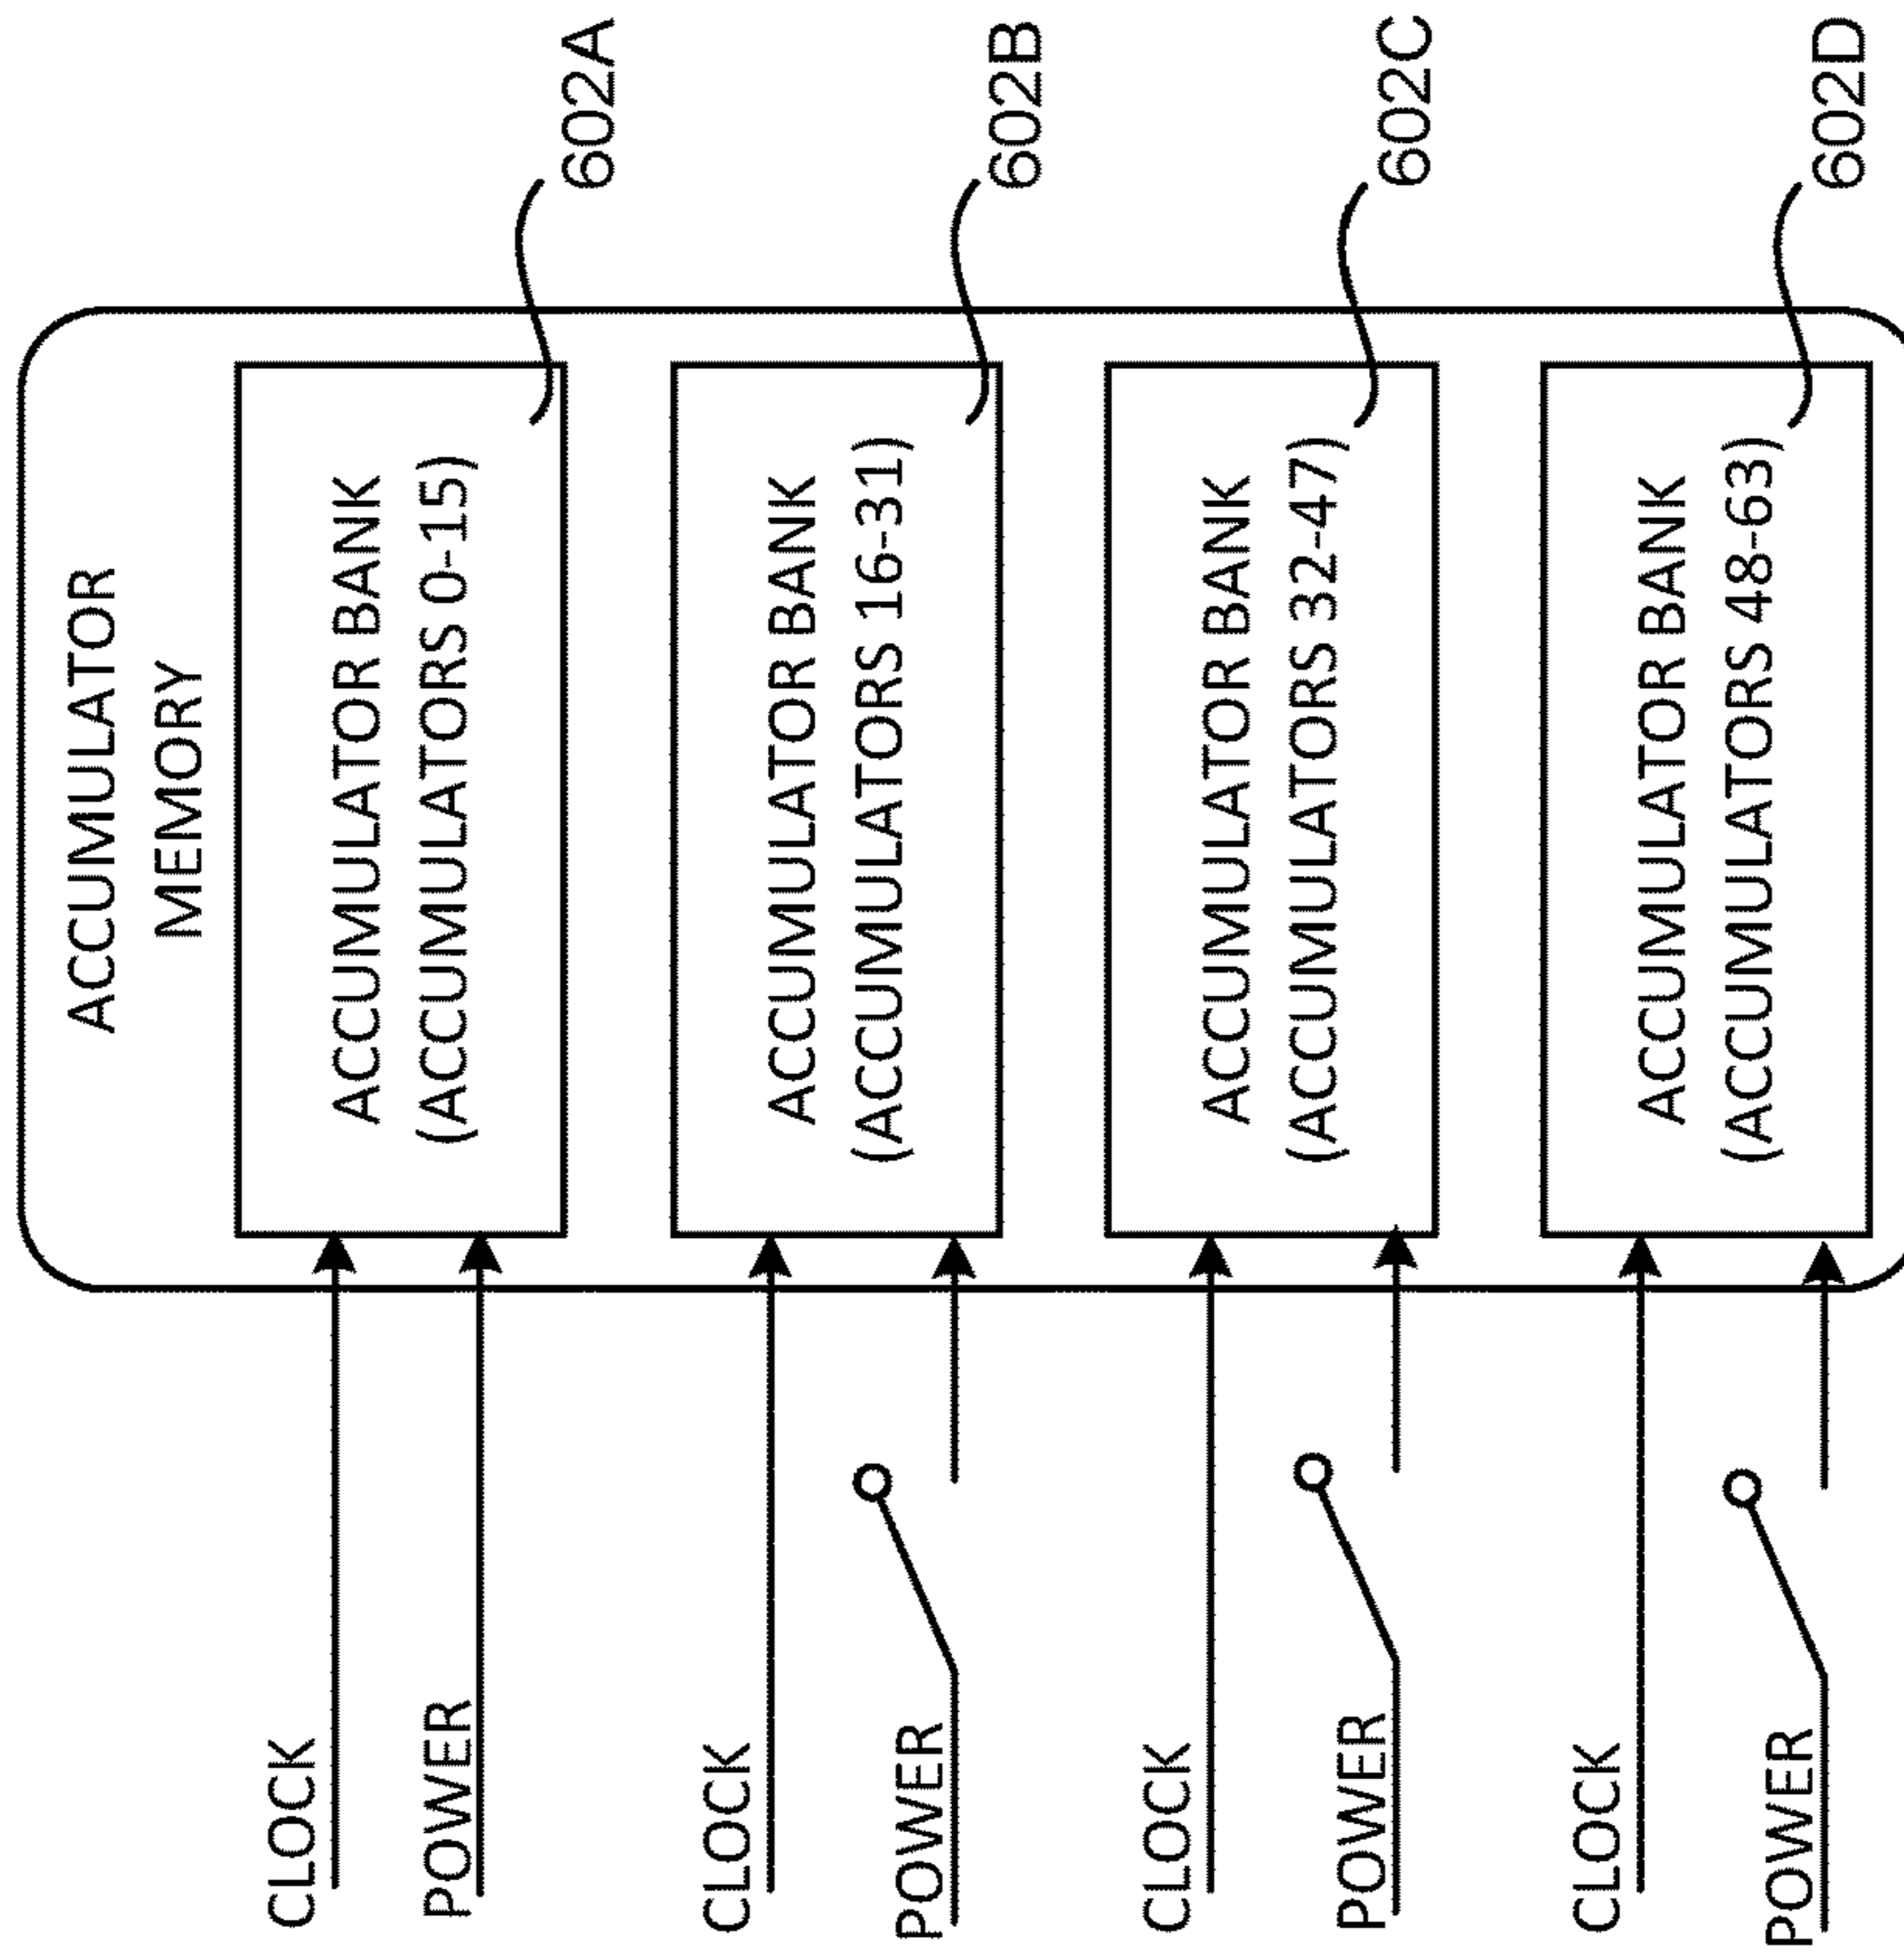 ACCUMULATOR
MEMORY
CLOCK
POWER
ACCUMULATOR BANK
(ACCUMULATORS 0-15)
602A
CLOCK
POWER
ACCUMULATOR BANK
(ACCUMULATORS 16-31)
602B
CLOCK
POWER
ACCUMULATOR BANK
(ACCUMULATORS 32-47)
602C
CLOCK
POWER
ACCUMULATOR BANK
(ACCUMULATORS 48-63)
602D